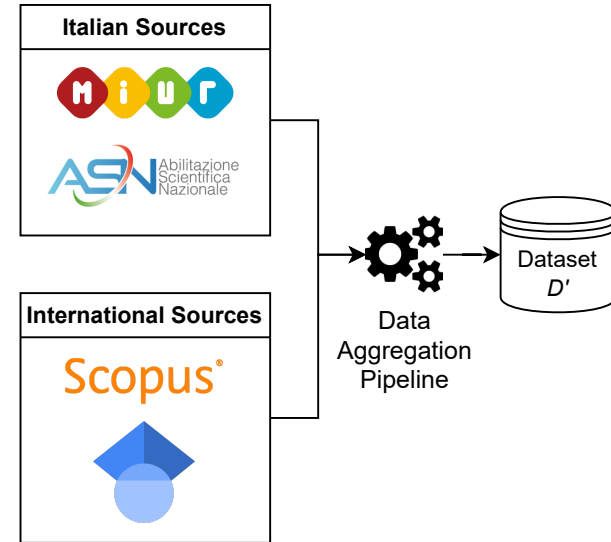 Italian Sources
MiUr
ASN Abilitazione
Scientifica
Nazionale
International Sources
Scopus®
Data
Aggregation
Pipeline
Dataset
D'